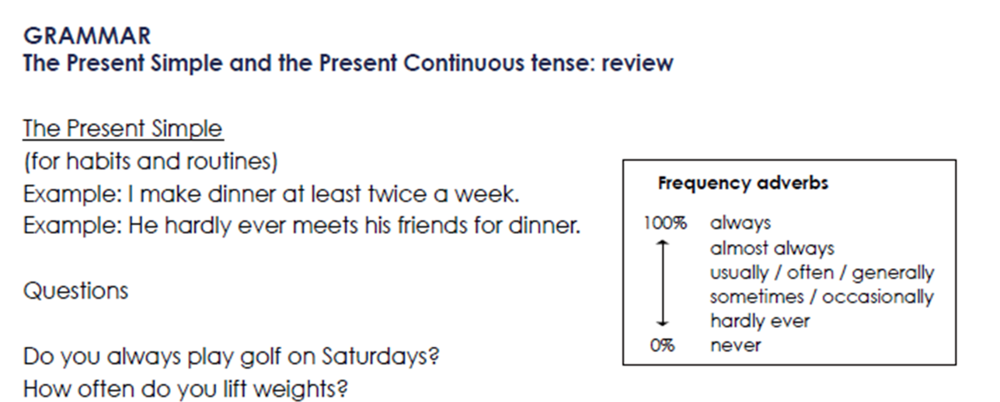 GRAMMAR
The Present Simple and the Present Continuous tense: review
The Present Simple
(for habits and routines)
Example: I make dinner at least twice a week.
Example: He hardly ever meets his friends for dinner.
Questions
Do you always play golf on Saturdays?
How often do you lift weights?
Frequency adverbs
100% always
almost always
usually / often / generally
sometimes / occasionally
hardly ever
0% never